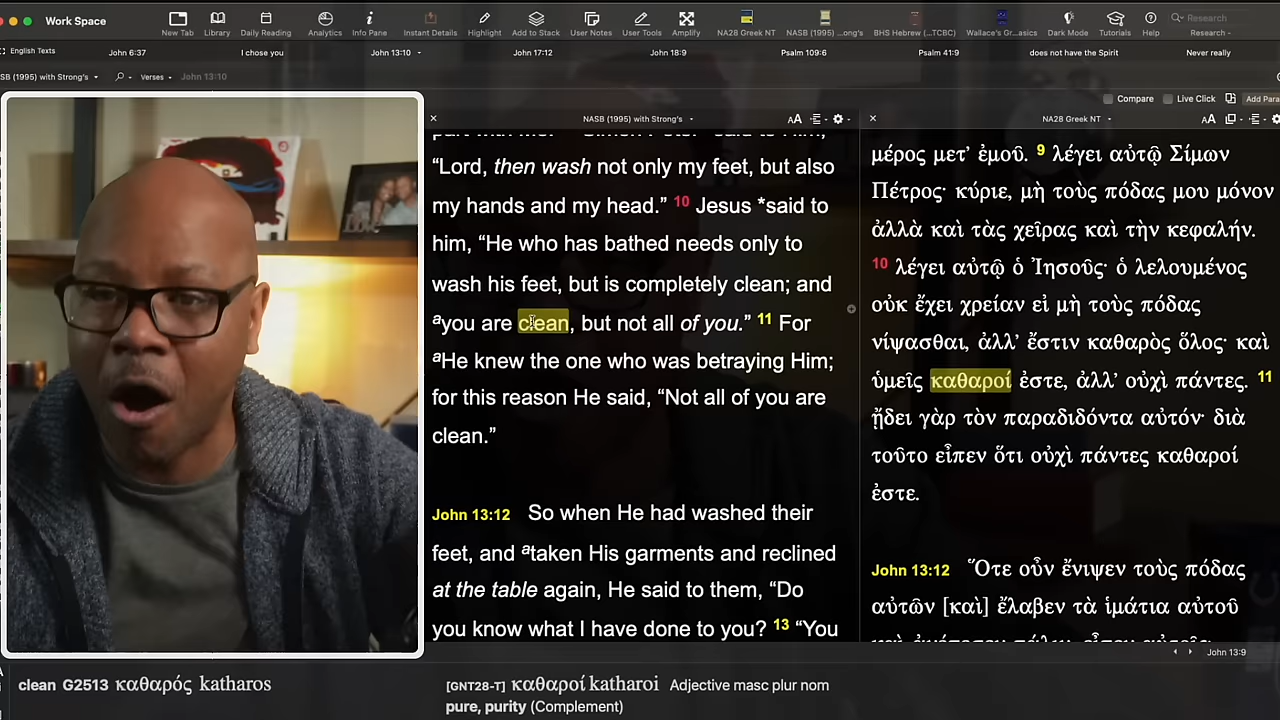 Work Space
New Tab
Library
Daily Reading
Analytics
Info Pane
Instant Details
Highlight
Add to Stack
User Notes
User Tools
Amplify
NA28 Greek NT
NASB (1995) ...ong's
BHS Hebrew (...TCBC)
Wallace's Gr...asics
Dark Mode
Tutorials
Help
Research
Research
English Texts
John 6:37
I chose you
John 13:10
John 17:12
John 18:9
Psalm 109:6
Psalm 41:9
does not have the Spirit
Never really
SB (1995) with Strong's
Verses
John 13:10
Compare
Live Click
Add Para
NASB (1995) with Strong's
AA
“Lord, then wash not only my feet, but also
my hands and my head.” 10 Jesus *said to
him, “He who has bathed needs only to
wash his feet, but is completely clean; and
ayou are clean, but not all of you.” 11 For
aHe knew the one who was betraying Him;
for this reason He said, “Not all of you are
clean.”
John 13:12 So when He had washed their
feet, and ataken His garments and reclined
at the table again, He said to them, “Do
you know what I have done to you? 13 “You
NA28 Greek NT
AA
μέρος μετ’ ἐμοῦ. 9 λέγει αὐτῷ Σίμων
Πέτρος· κύριε, μὴ τοὺς πόδας μου μόνον
ἀλλὰ καὶ τὰς χεῖρας καὶ τὴν κεφαλήν.
10 λέγει αὐτῷ ὁ Ἰησοῦς· ὁ λελουμένος
οὐκ ἔχει χρείαν εἰ μὴ τοὺς πόδας
νίψασθαι, ἀλλ’ ἔστιν καθαρὸς ὅλος· καὶ
ὑμεῖς καθαροί ἐστε, ἀλλ’ οὐχὶ πάντες. 11
ᾔδει γὰρ τὸν παραδιδόντα αὐτόν· διὰ
τοῦτο εἶπεν ὅτι οὐχὶ πάντες καθαροί
ἐστε.
John 13:12 Ὅτε οὖν ἔνιψεν τοὺς πόδας
αὐτῶν [καὶ] ἔλαβεν τὰ ἱμάτια αὐτοῦ
John 13:9
clean G2513 καθαρός katharos
[GNT28-T] καθαροί katharoi Adjective masc plur nom
pure, purity (Complement)